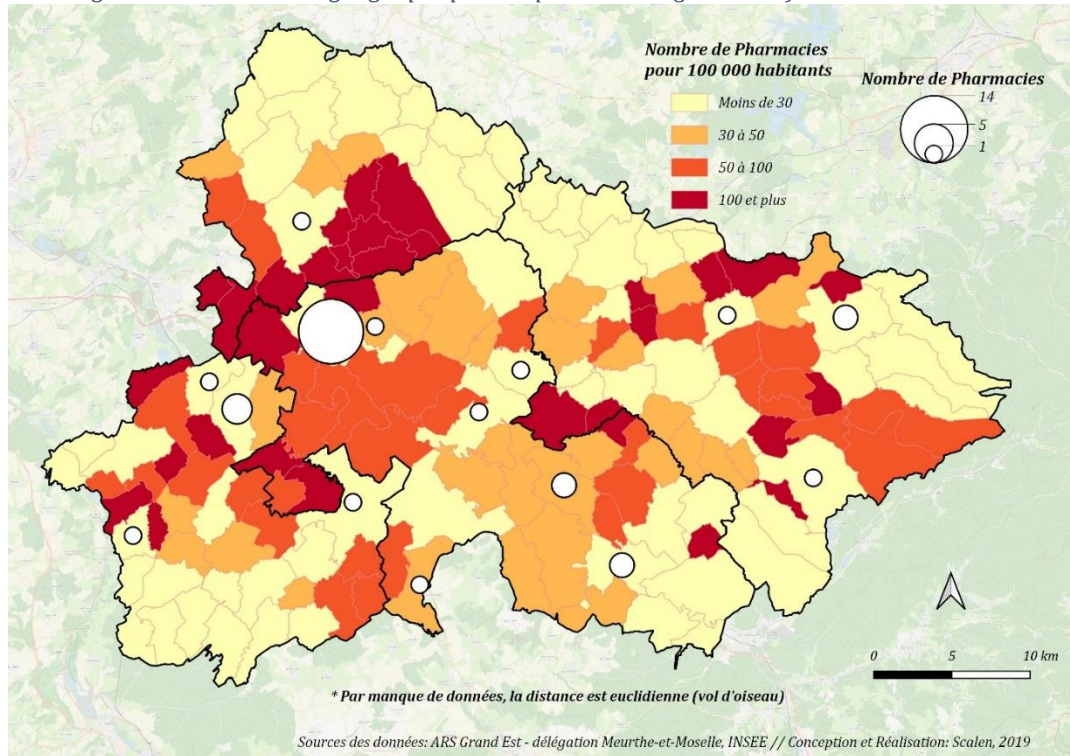 Nombre de Pharmacies
pour 100 000 habitants
Moins de 30
30 à 50
50 à 100
100 et plus
Nombre de Pharmacies
14
5
1
0 5 10 km
* Par manque de données, la distance est euclidienne (vol d'oiseau)
Sources des données: ARS Grand Est - délégation Meurthe-et-Moselle, INSEE // Conception et Réalisation: Scalen, 2019